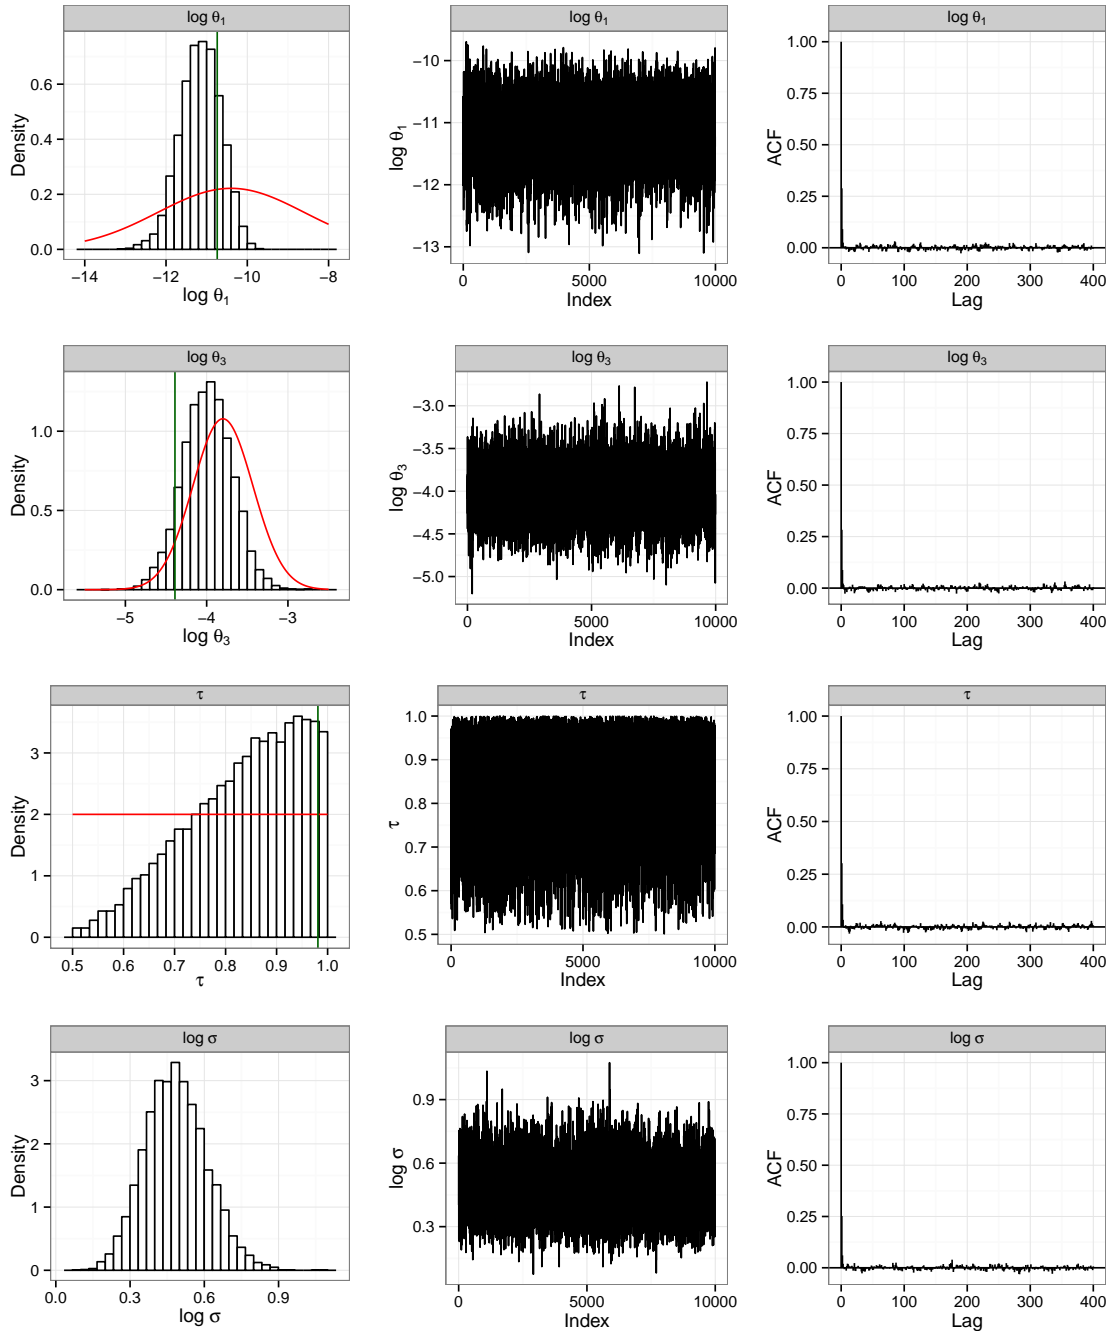 log θ1
log θ1
log θ1
Density
0.6
0.4
0.2
0.0
−14
−12
−10
−8
log θ1
log θ1
−10
−11
−12
−13
0
5000
10000
Index
ACF
1.00
0.75
0.50
0.25
0.00
0
100
200
300
400
Lag
log θ3
log θ3
log θ3
Density
1.0
0.5
0.0
−5
−4
−3
log θ3
log θ3
−3.0
−3.5
−4.0
−4.5
−5.0
0
5000
10000
Index
ACF
1.00
0.75
0.50
0.25
0.00
0
100
200
300
400
Lag
τ
τ
τ
Density
3
2
1
0
0.5
0.6
0.7
0.8
0.9
1.0
τ
τ
1.0
0.9
0.8
0.7
0.6
0.5
0
5000
10000
Index
ACF
1.00
0.75
0.50
0.25
0.00
0
100
200
300
400
Lag
log σ
log σ
log σ
Density
3
2
1
0
0.0
0.3
0.6
0.9
log σ
log σ
0.9
0.6
0.3
0
5000
10000
Index
ACF
1.00
0.75
0.50
0.25
0.00
0
100
200
300
400
Lag